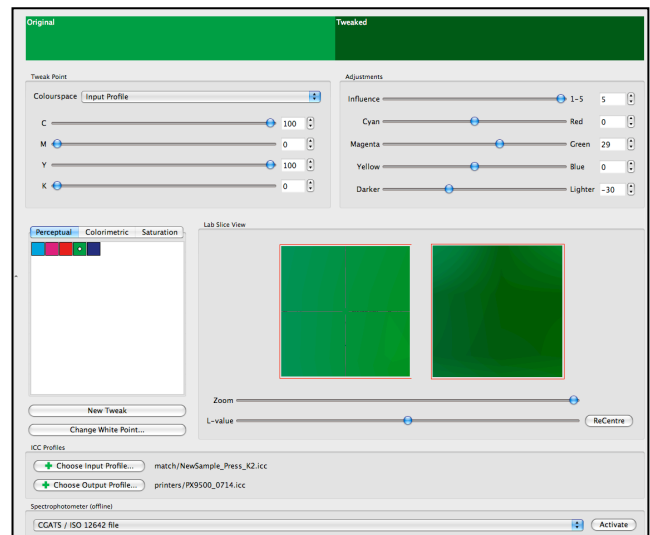 Original Tweaked
Tweak Point
Colourspace Input Profile
C 100
M 0
Y 100
K 0
Adjustments
Influence 1-5 5
Cyan Red 0
Magenta Green 29
Yellow Blue 0
Darker Lighter -30
Perceptual Colorimetric Saturation
New Tweak
Change White Point...
Lab Slice View
Zoom
L-value ReCentre
ICC Profiles
Choose Input Profile... match/NewSample_Press_K2.icc
Choose Output Profile... printers/PX9500_0714.icc
Spectrophotometer (offline)
CGATS / ISO 12642 file Activate